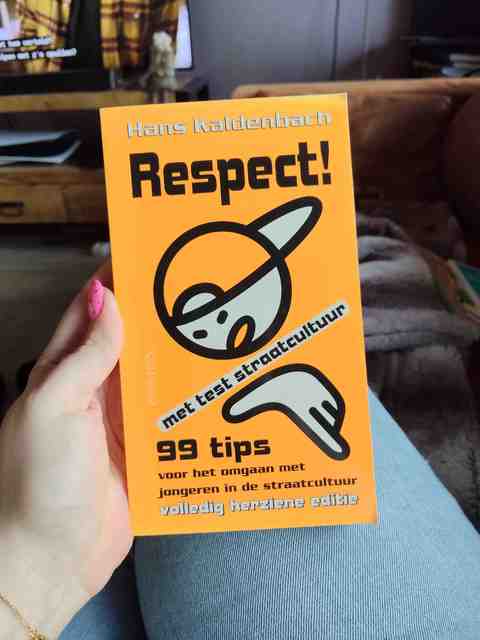 Hans Kaldenbach
Respect!
met test straatcultuur
99 tips
voor het omgaan met
jongeren in de straatcultuur
volledig herziene editie